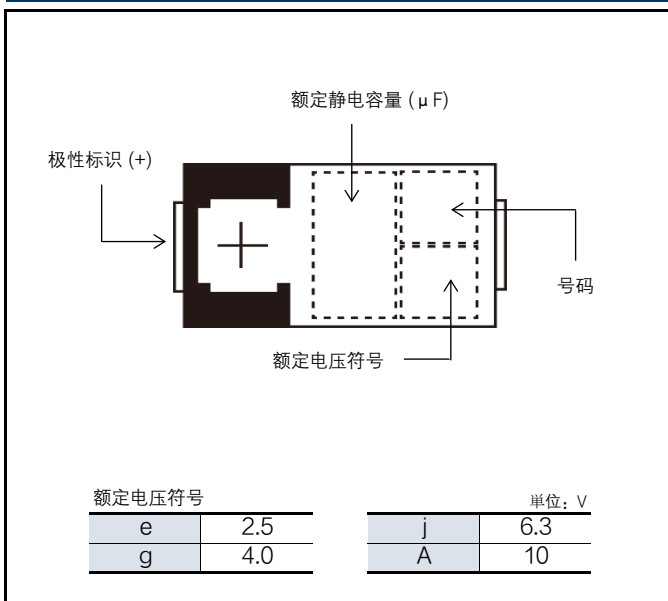 额定静电容量 (μF)
极性标识 (+)
号码
额定电压符号
额定电压符号
単位：V
e 2.5 j 6.3
g 4.0 A 10